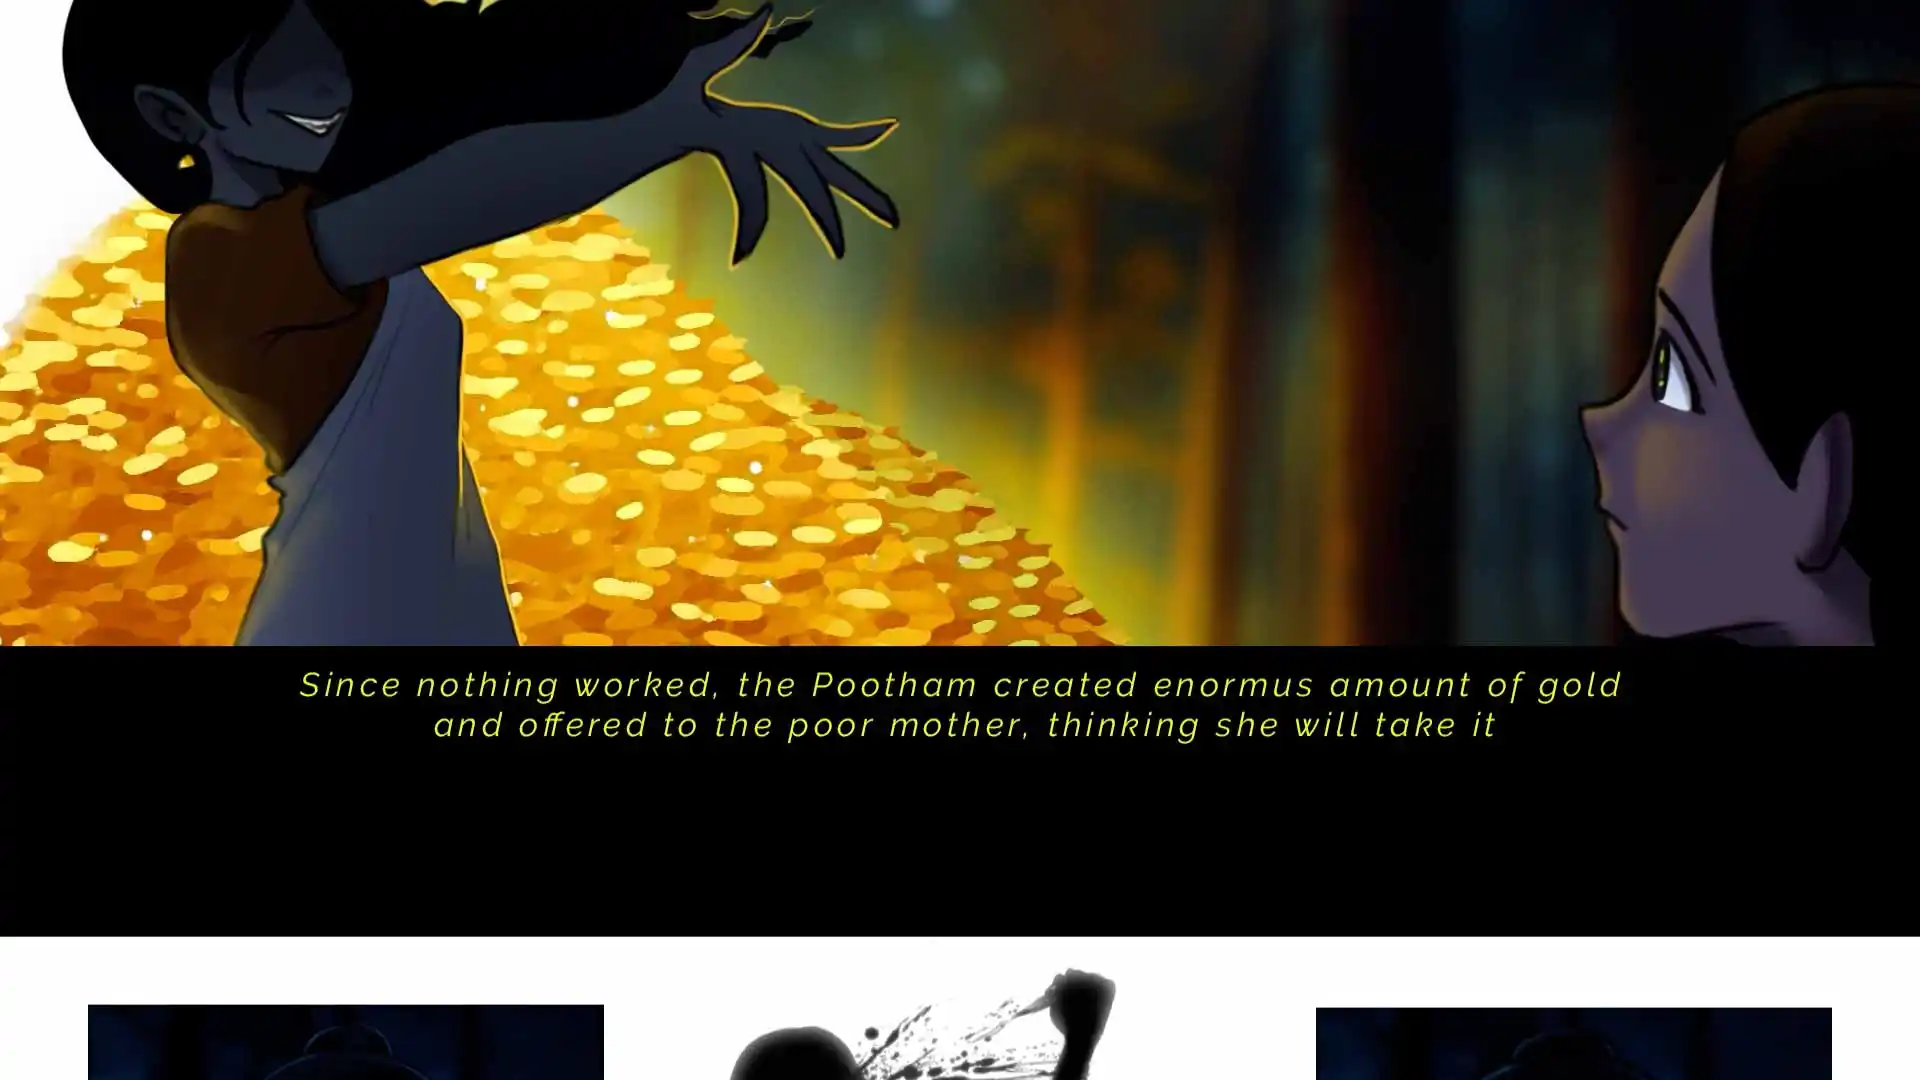 Since nothing worked, the Pootham created enormus amount of gold
and offered to the poor mother, thinking she will take it